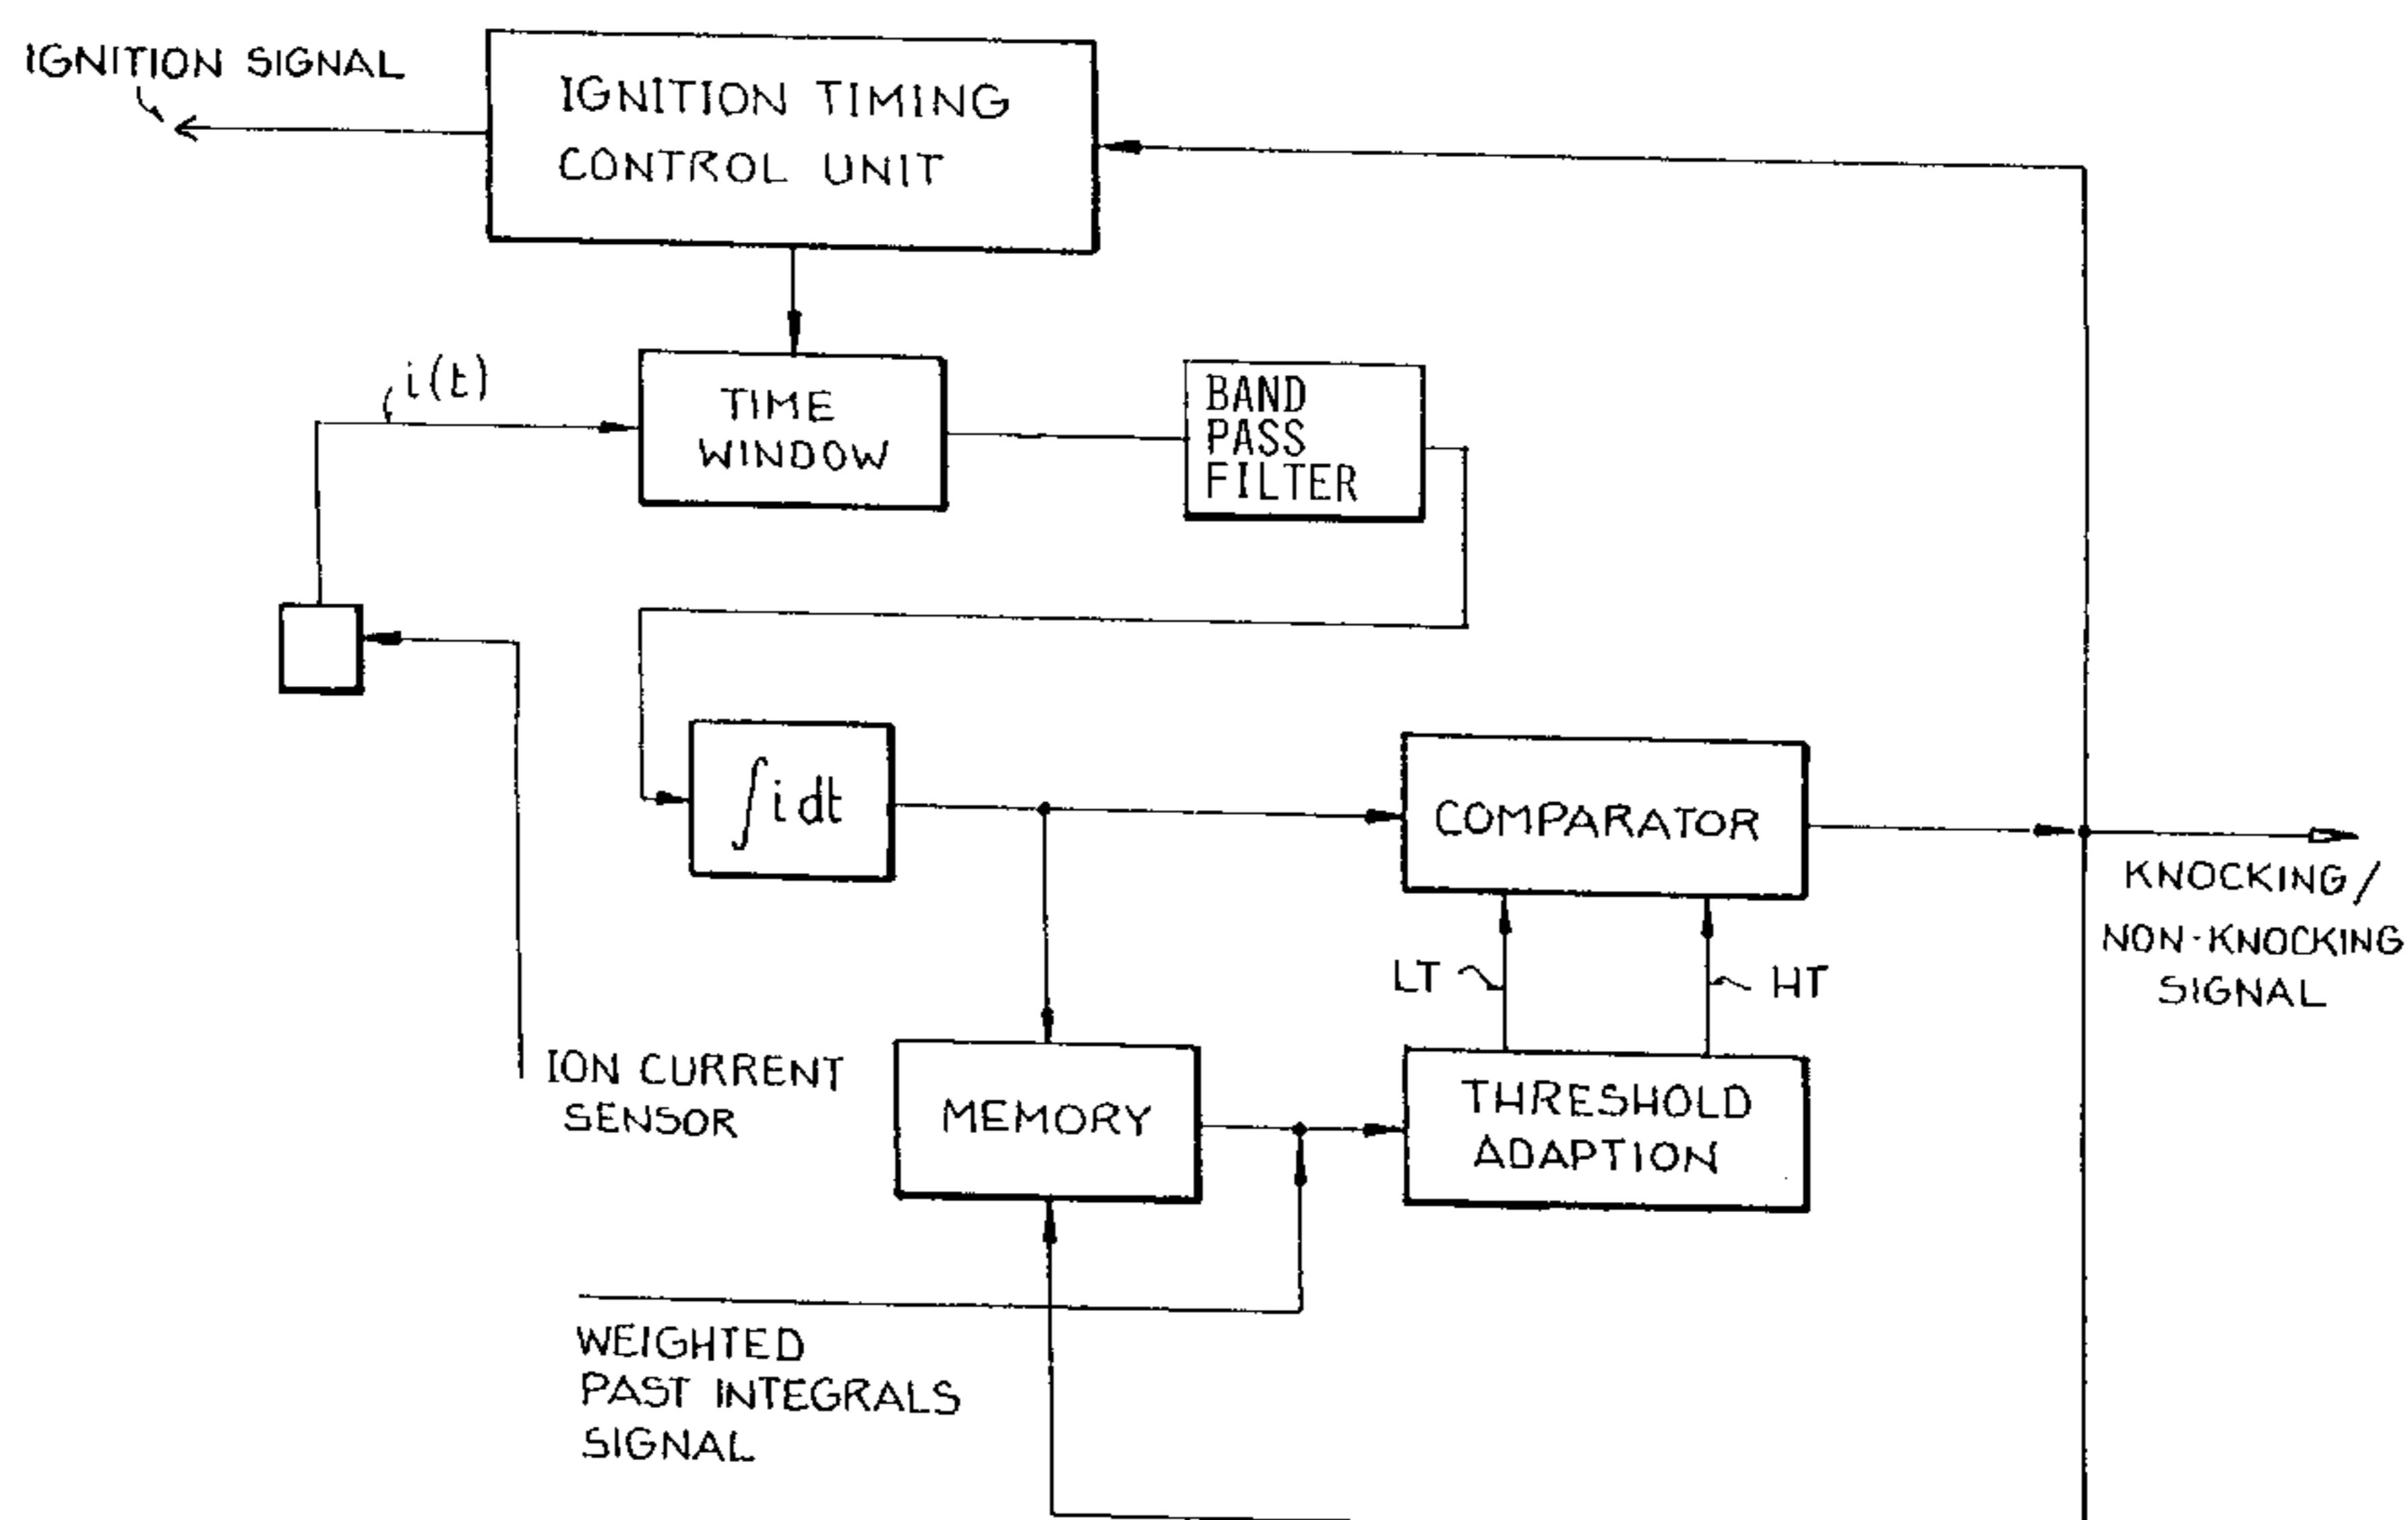 IGNITION SIGNAL
IGNITION TIMING
CONTROL UNIT
i(t)
TIME
WINDOW
BAND
PASS
FILTER
∫i dt
COMPARATOR
KNOCKING/
NON-KNOCKING
SIGNAL
LT
HT
ION CURRENT
SENSOR
MEMORY
THRESHOLD
ADAPTION
WEIGHTED
PAST INTEGRALS
SIGNAL